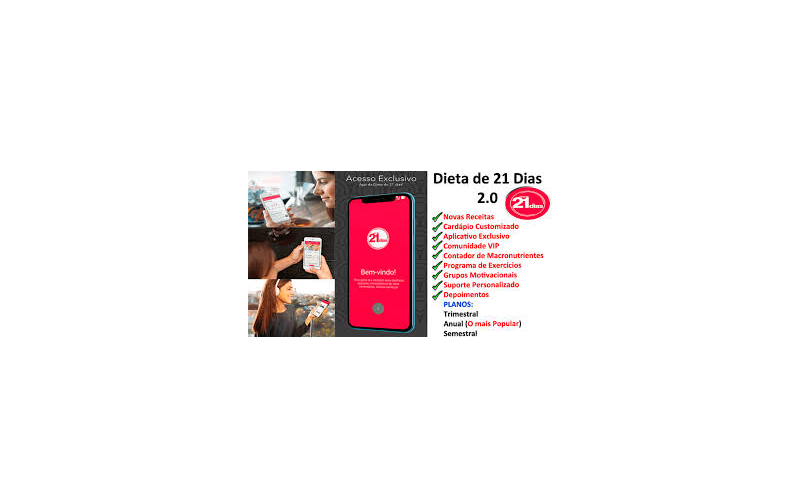 Acesso Exclusivo
App da Dieta de 21 dias!
21
dias
Bem-vindo!
Dieta de 21 Dias
2.0
21
dias
Novas Receitas
Cardápio Customizado
Aplicativo Exclusivo
Comunidade VIP
Contador de Macronutrientes
Programa de Exercícios
Grupos Motivacionais
Suporte Personalizado
Depoimentos
PLANOS:
Trimestral
Anual (O mais Popular)
Semestral